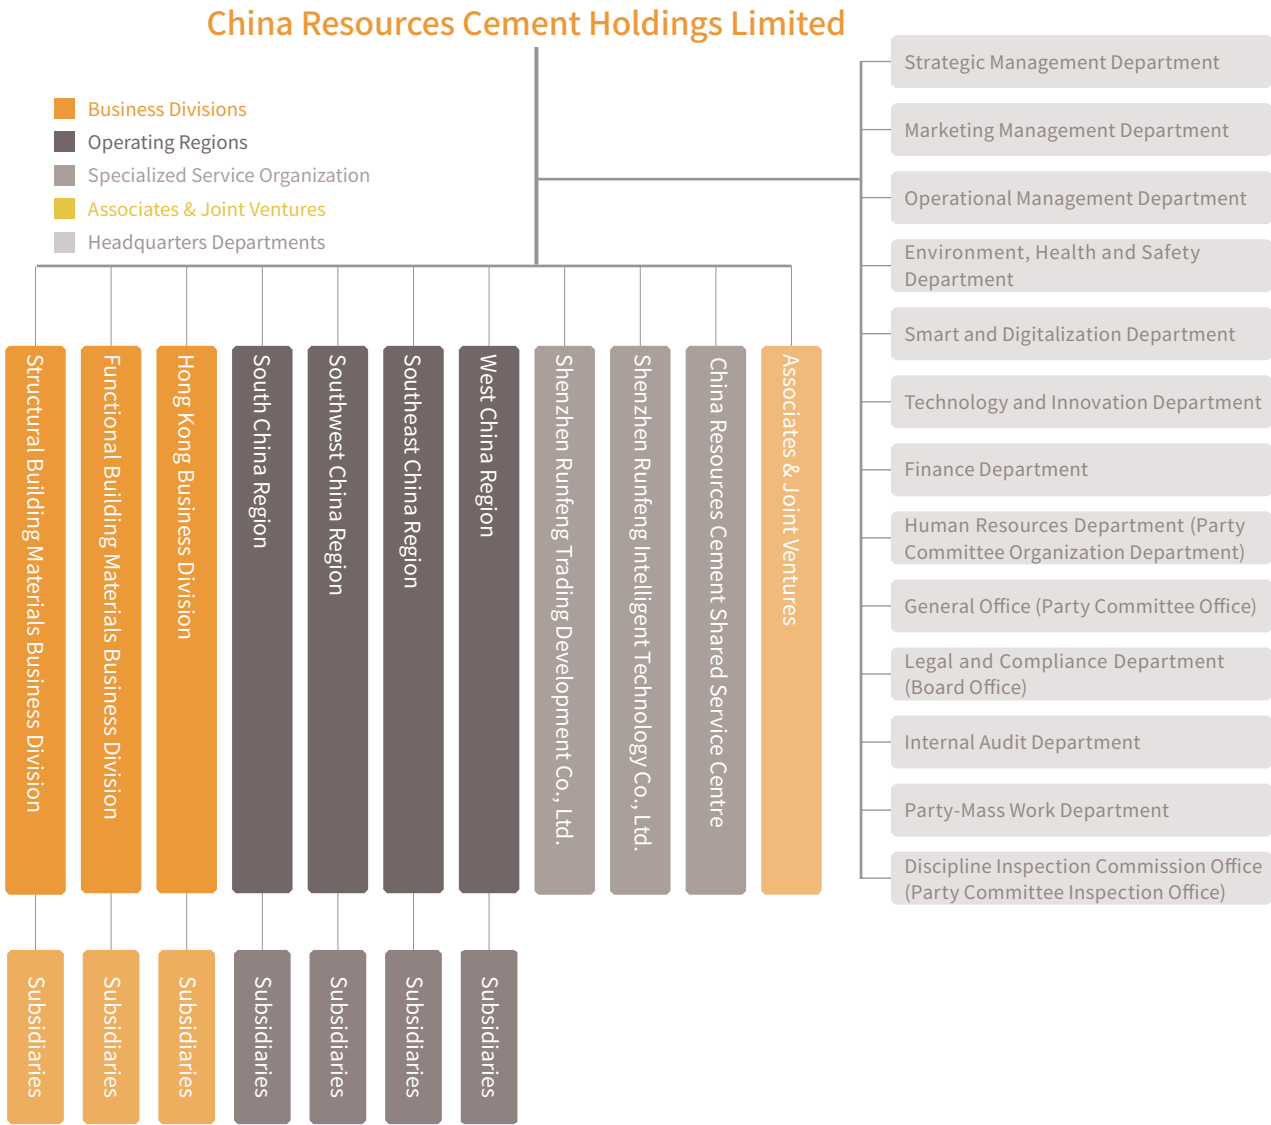 China Resources Cement Holdings Limited
Business Divisions
Operating Regions
Specialized Service Organization
Associates & Joint Ventures
Headquarters Departments
Structural Building Materials Business Division
Functional Building Materials Business Division
Hong Kong Business Division
South China Region
Southwest China Region
Southeast China Region
West China Region
Shenzhen Runfeng Trading Development Co., Ltd.
Shenzhen Runfeng Intelligent Technology Co., Ltd.
China Resources Cement Shared Service Centre
Associates & Joint Ventures
Subsidiaries
Subsidiaries
Subsidiaries
Subsidiaries
Subsidiaries
Subsidiaries
Subsidiaries
Strategic Management Department
Marketing Management Department
Operational Management Department
Environment, Health and Safety
Department
Smart and Digitalization Department
Technology and Innovation Department
Finance Department
Human Resources Department (Party
Committee Organization Department)
General Office (Party Committee Office)
Legal and Compliance Department
(Board Office)
Internal Audit Department
Party-Mass Work Department
Discipline Inspection Commission Office
(Party Committee Inspection Office)